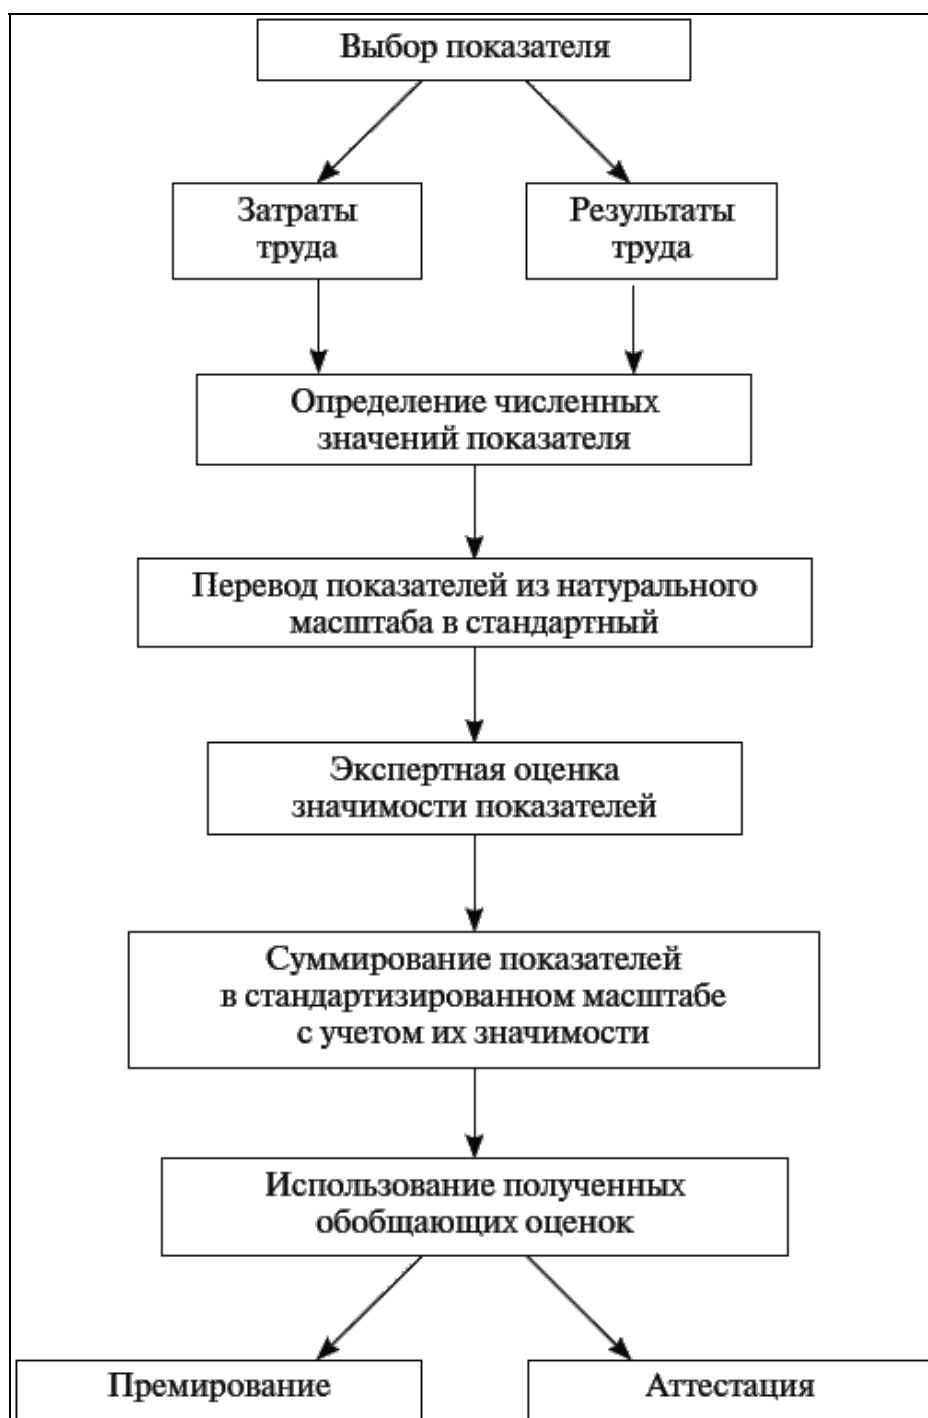 Выбор показателя
Затраты
труда
Результаты
труда
Определение численных
значений показателя
Перевод показателей из натурального
масштаба в стандартный
Экспертная оценка
значимости показателей
Суммирование показателей
в стандартизированном масштабе
с учетом их значимости
Использование полученных
обобщающих оценок
Премирование
Аттестация